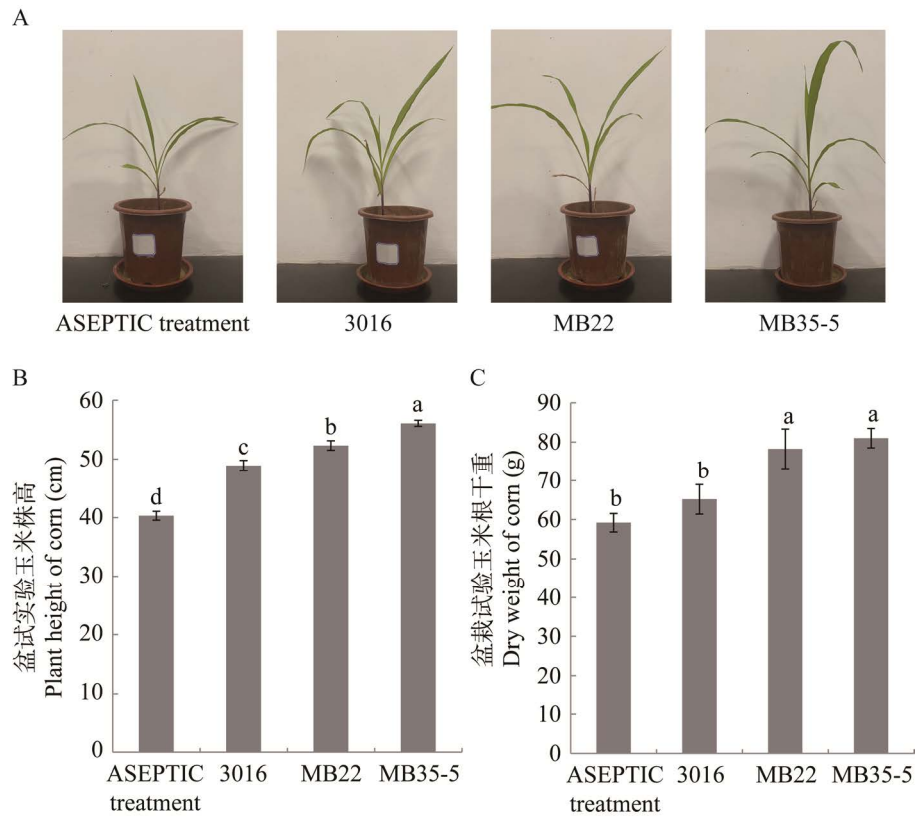 A
ASEPTIC treatment
3016
MB22
MB35-5
B
盆试实验玉米株高
Plant height of corn (cm)
60
50
40
30
20
10
0
d
c
b
a
ASEPTIC
treatment
3016
MB22
MB35-5
C
盆栽试验玉米根干重
Dry weight of corn (g)
90
80
70
60
50
40
30
20
10
0
b
b
a
a
ASEPTIC
treatment
3016
MB22
MB35-5